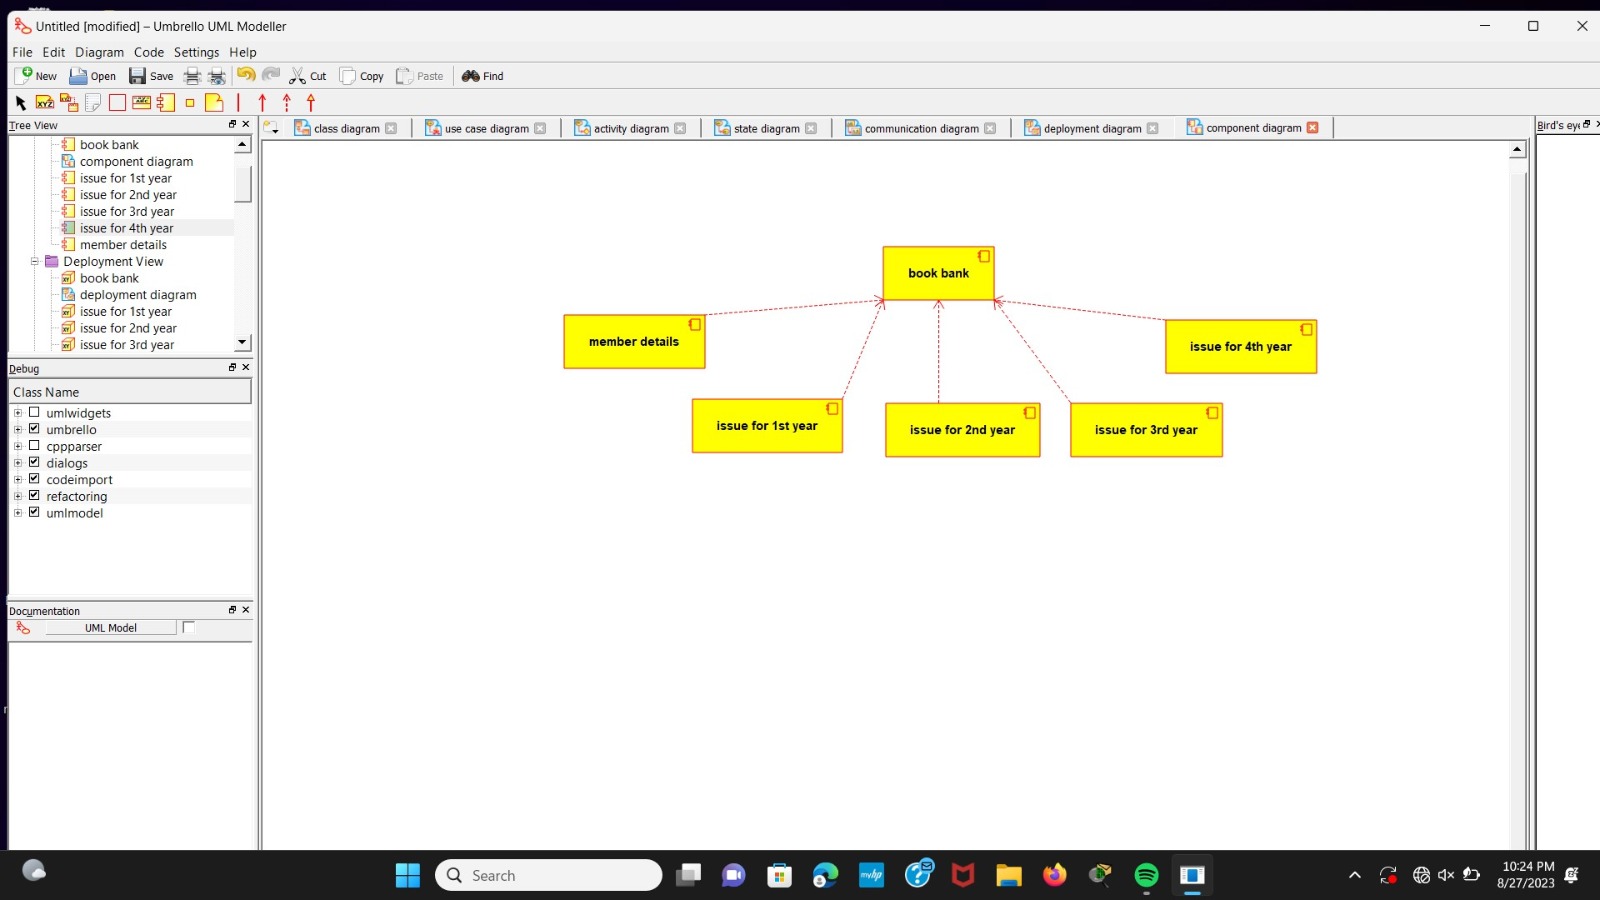 Untitled [modified] – Umbrello UML Modeller
File Edit Diagram Code Settings Help
New Open Save Cut Copy Paste Find
XYZ
ABC
Tree View
class diagram use case diagram activity diagram state diagram communication diagram deployment diagram component diagram
Bird's eye
book bank
component diagram
issue for 1st year
issue for 2nd year
issue for 3rd year
issue for 4th year
member details
Deployment View
book bank
deployment diagram
issue for 1st year
issue for 2nd year
issue for 3rd year
Debug
Class Name
umlwidgets
umbrello
cppparser
dialogs
codeimport
refactoring
umlmodel
Documentation
UML Model
book bank
member details
issue for 4th year
issue for 1st year
issue for 2nd year
issue for 3rd year
Search
myhp
10:24 PM
8/27/2023